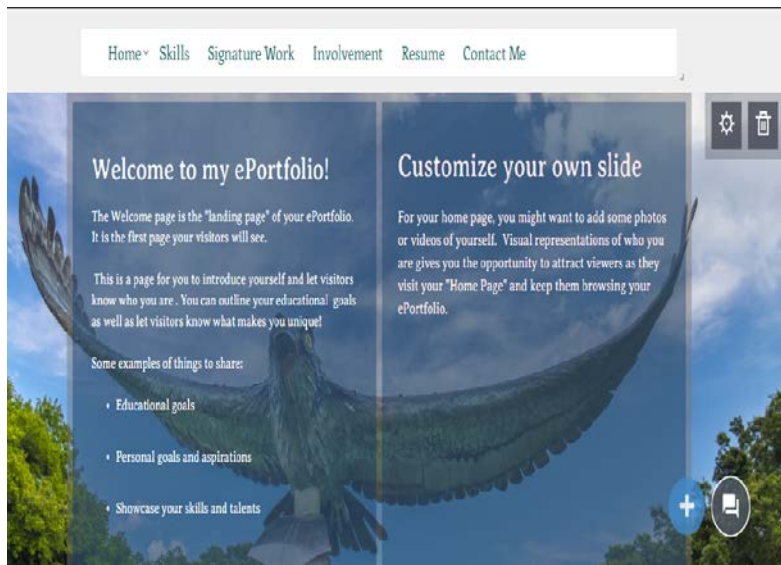 Home Skills Signature Work Involvement Resume Contact Me
Welcome to my ePortfolio!
The Welcome page is the "landing page" of your ePortfolio.
It is the first page your visitors will see.
This is a page for you to introduce yourself and let visitors
know who you are . You can outline your educational goals
as well as let visitors know what makes you unique!
Some examples of things to share:
• Educational goals
• Personal goals and aspirations
• Showcase your skills and talents
Customize your own slide
For your home page, you might want to add some photos
or videos of yourself. Visual representations of who you
are gives you the opportunity to attract viewers as they
visit your "Home Page" and keep them browsing your
ePortfolio.